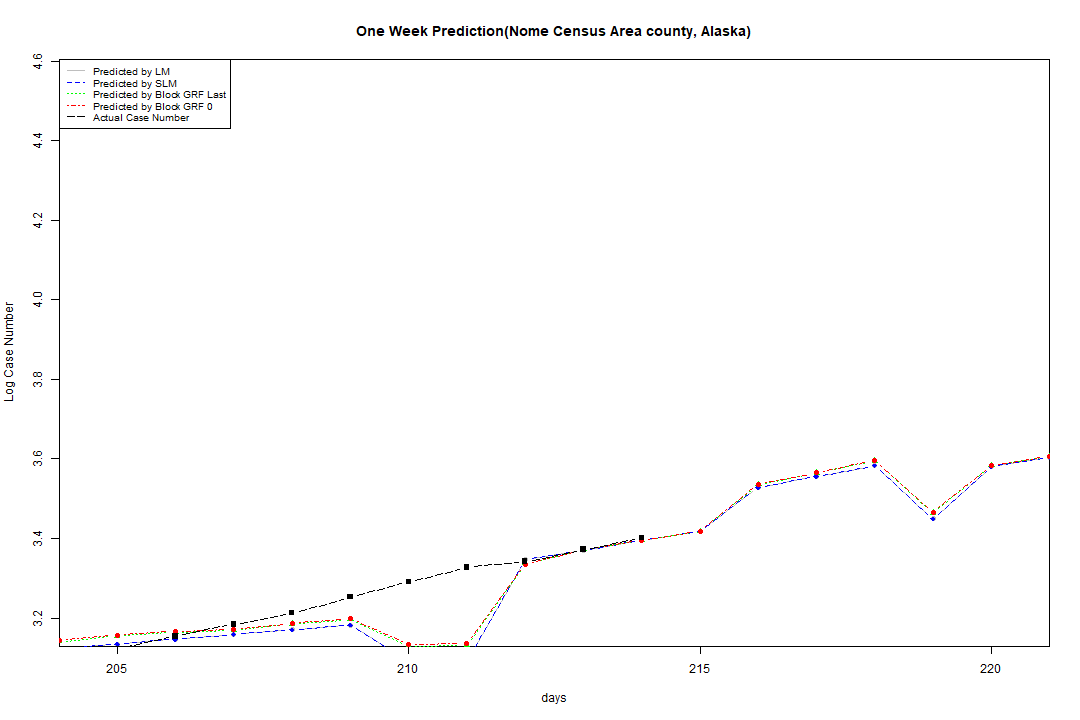 One Week Prediction(Nome Census Area county, Alaska)
Predicted by LM
Predicted by SLM
Predicted by Block GRF Last
Predicted by Block GRF 0
Actual Case Number
4.6
4.4
4.2
4.0
3.8
3.6
3.4
3.2
Log Case Number
205 210 215 220
days